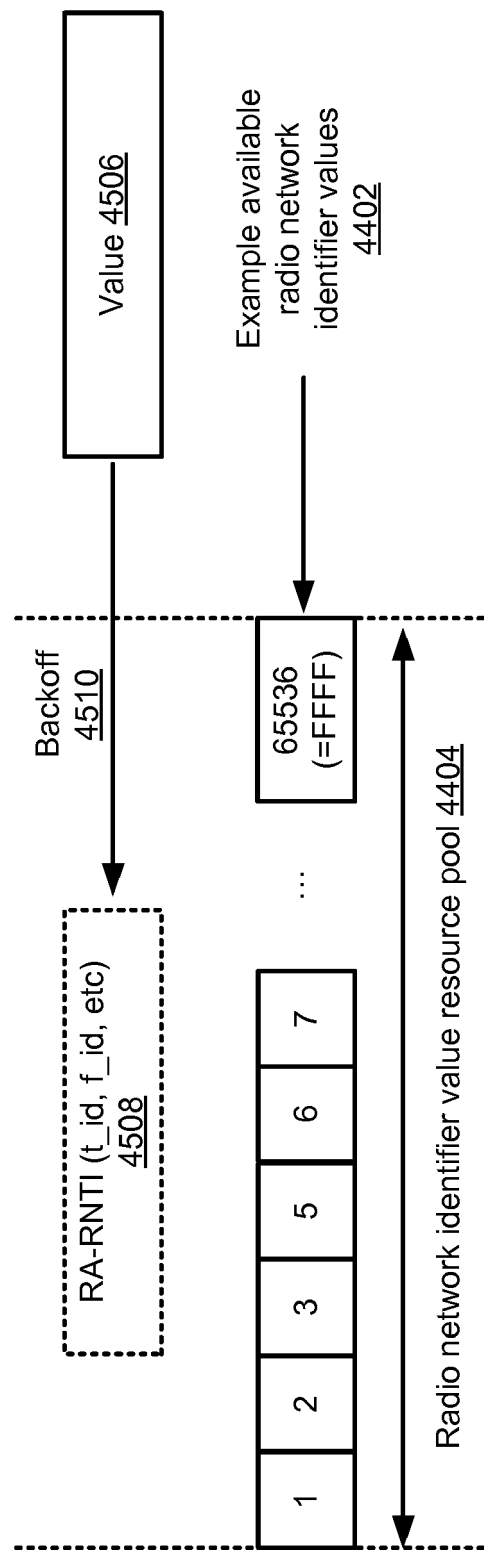 Value 4506
Backoff
4510
RA-RNTI (t_id, f_id, etc)
4508
Example available
radio network
identifier values
4402
1
2
3
5
6
7
...
65536
(=FFFF)
Radio network identifier value resource pool 4404